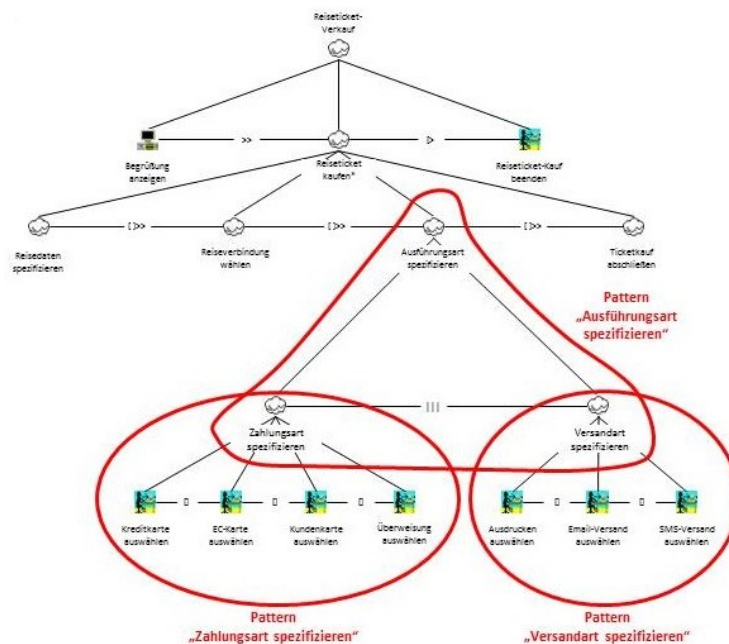 Reiseticket-
Verkauf
>>
[>
Begrüßung
anzeigen
Reiseticket
kaufen*
Reiseticket-Kauf
beenden
[]>>
[]>>
[]>>
Reisedaten
spezifizieren
Reiseverbindung
wählen
Ausführungsart
spezifizieren
Ticketkauf
abschließen
Pattern
„Ausführungsart
spezifizieren“
|||
Zahlungsart
spezifizieren
Versandart
spezifizieren
[]
[]
[]
[]
[]
Kreditkarte
auswählen
EC-Karte
auswählen
Kundenkarte
auswählen
Überweisung
auswählen
Ausdrucken
auswählen
Email-Versand
auswählen
SMS-Versand
auswählen
Pattern
„Zahlungsart spezifizieren“
Pattern
„Versandart spezifizieren“